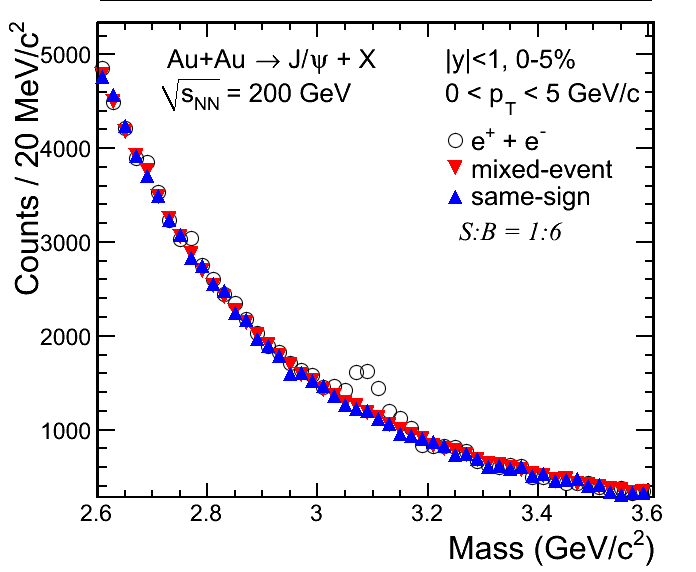 Au+Au → J/ψ + X
√sNN = 200 GeV
|y|<1, 0-5%
0 < pT < 5 GeV/c
e+ + e-
mixed-event
same-sign
S:B = 1:6
Counts / 20 MeV/c2
5000
4000
3000
2000
1000
2.6 2.8 3 3.2 3.4 3.6
Mass (GeV/c2)